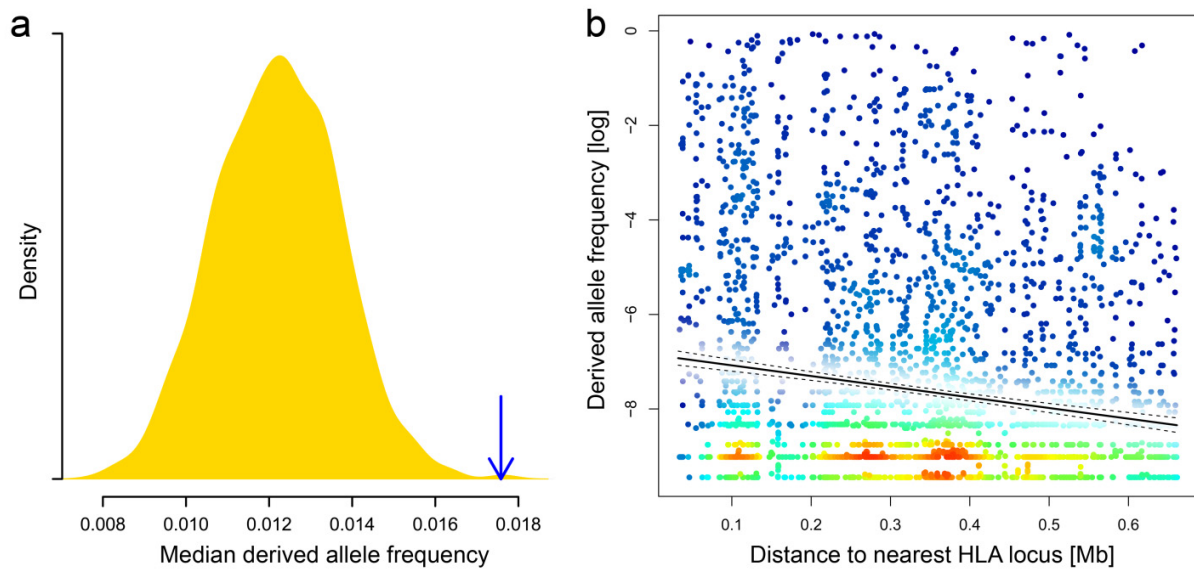 a
Density
0.008 0.010 0.012 0.014 0.016 0.018
Median derived allele frequency
b
Derived allele frequency [log]
0
-2
-4
-6
-8
0.1 0.2 0.3 0.4 0.5 0.6
Distance to nearest HLA locus [Mb]